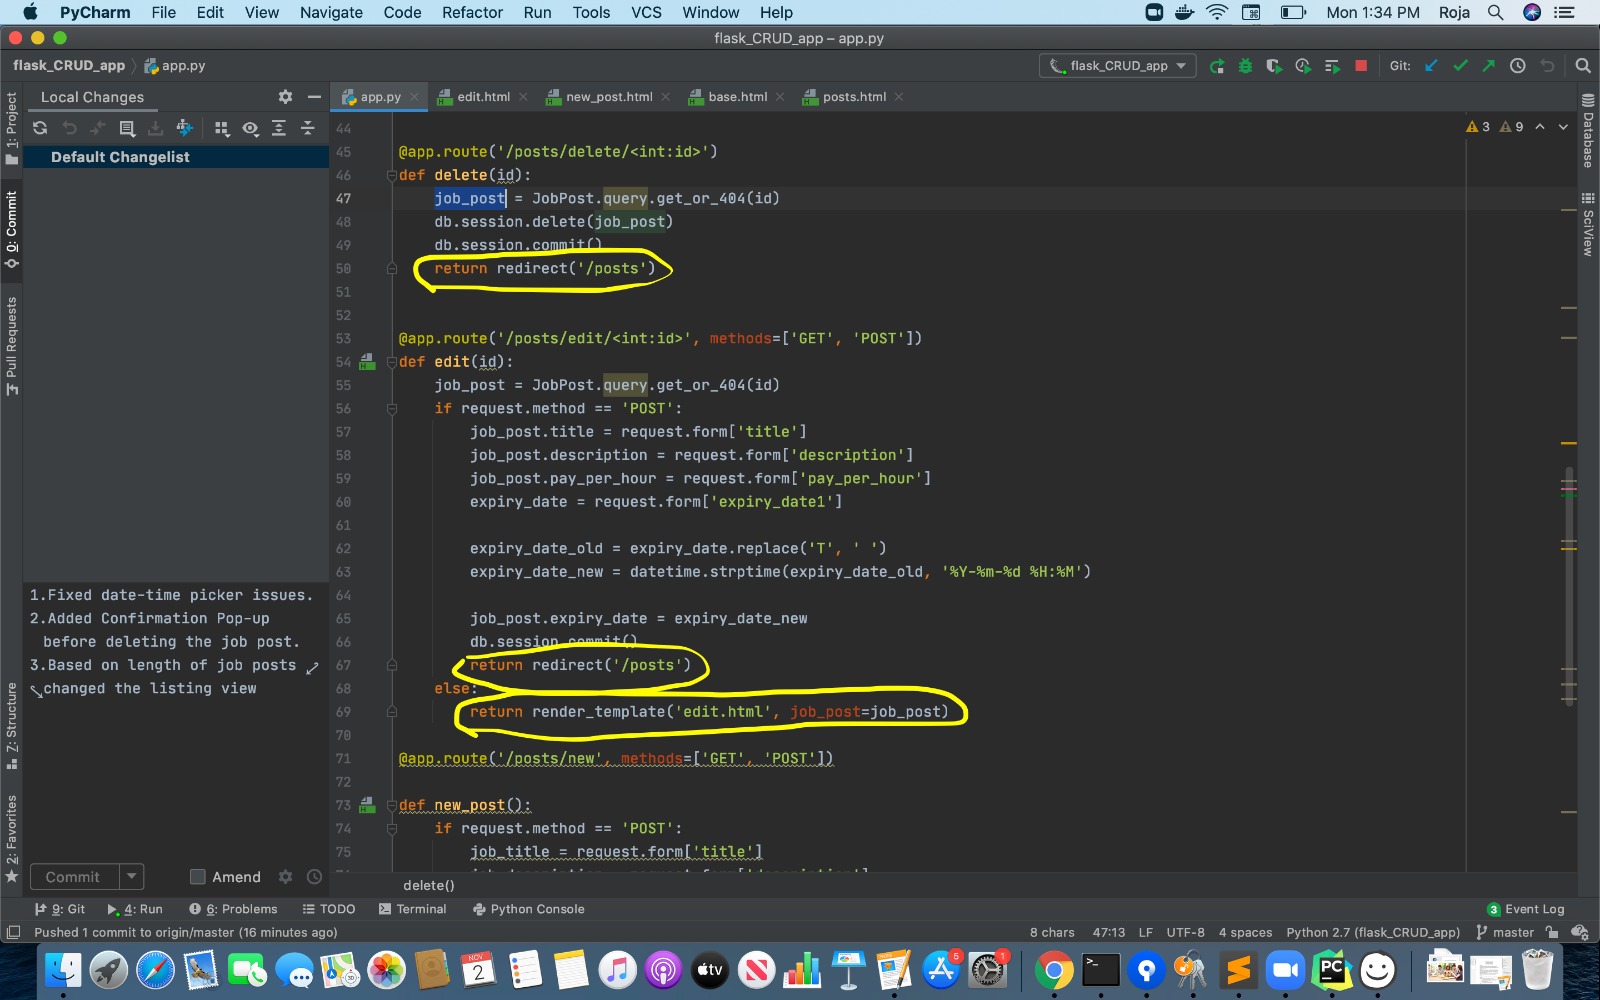 PyCharm File Edit View Navigate Code Refactor Run Tools VCS Window Help Mon 1:34 PM Roja
flask_CRUD_app – app.py
flask_CRUD_app app.py flask_CRUD_app Git:
Local Changes app.py edit.html new_post.html base.html posts.html
1: Project
0: Commit
Pull Requests
7: Structure
2: Favorites
Default Changelist
1.Fixed date-time picker issues.
2.Added Confirmation Pop-up
before deleting the job post.
3.Based on length of job posts
changed the listing view
Commit Amend
3 9
44
45 @app.route('/posts/delete/<int:id>')
46 def delete(id):
47 job_post = JobPost.query.get_or_404(id)
48 db.session.delete(job_post)
49 db.session.commit()
50 return redirect('/posts')
51
52
53 @app.route('/posts/edit/<int:id>', methods=['GET', 'POST'])
54 def edit(id):
55 job_post = JobPost.query.get_or_404(id)
56 if request.method == 'POST':
57 job_post.title = request.form['title']
58 job_post.description = request.form['description']
59 job_post.pay_per_hour = request.form['pay_per_hour']
60 expiry_date = request.form['expiry_date1']
61
62 expiry_date_old = expiry_date.replace('T', ' ')
63 expiry_date_new = datetime.strptime(expiry_date_old, '%Y-%m-%d %H:%M')
64
65 job_post.expiry_date = expiry_date_new
66 db.session.commit()
67 return redirect('/posts')
68 else:
69 return render_template('edit.html', job_post=job_post)
70
71 @app.route('/posts/new', methods=['GET', 'POST'])
72
73 def new_post():
74 if request.method == 'POST':
75 job_title = request.form['title']
delete()
Database
SciView
9: Git 4: Run 6: Problems TODO Terminal Python Console 3 Event Log
Pushed 1 commit to origin/master (16 minutes ago) 8 chars 47:13 LF UTF-8 4 spaces Python 2.7 (flask_CRUD_app) master
NOV
2
tv
5
1
>_
PC